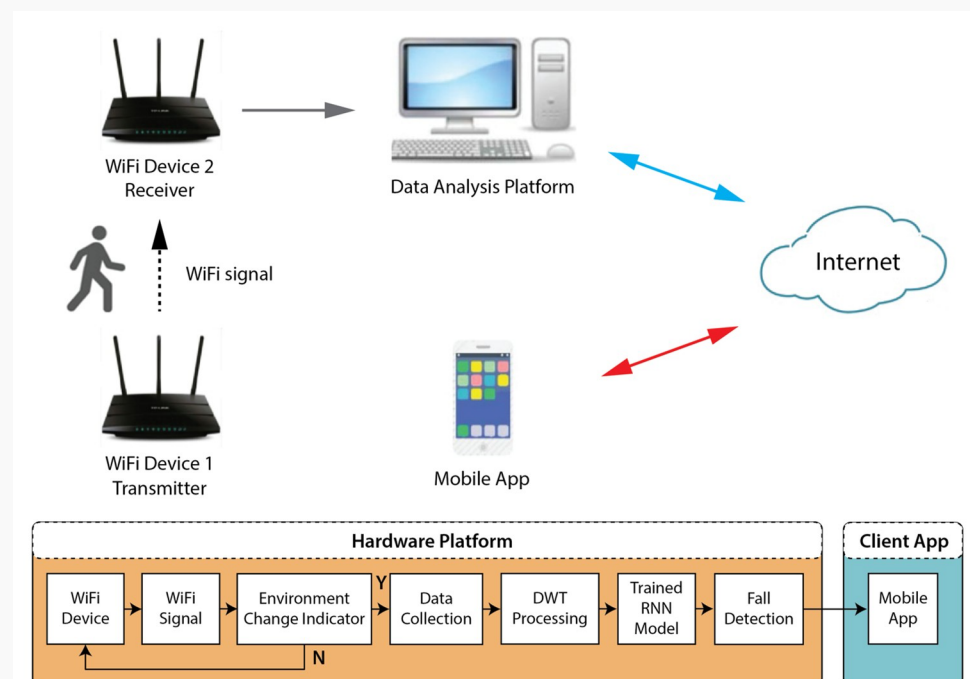 WiFi Device 2
Receiver
Data Analysis Platform
WiFi signal
Internet
WiFi Device 1
Transmitter
Mobile App
Hardware Platform
Client App
WiFi
Device
WiFi
Signal
Environment
Change Indicator
Y
N
Data
Collection
DWT
Processing
Trained
RNN
Model
Fall
Detection
Mobile
App